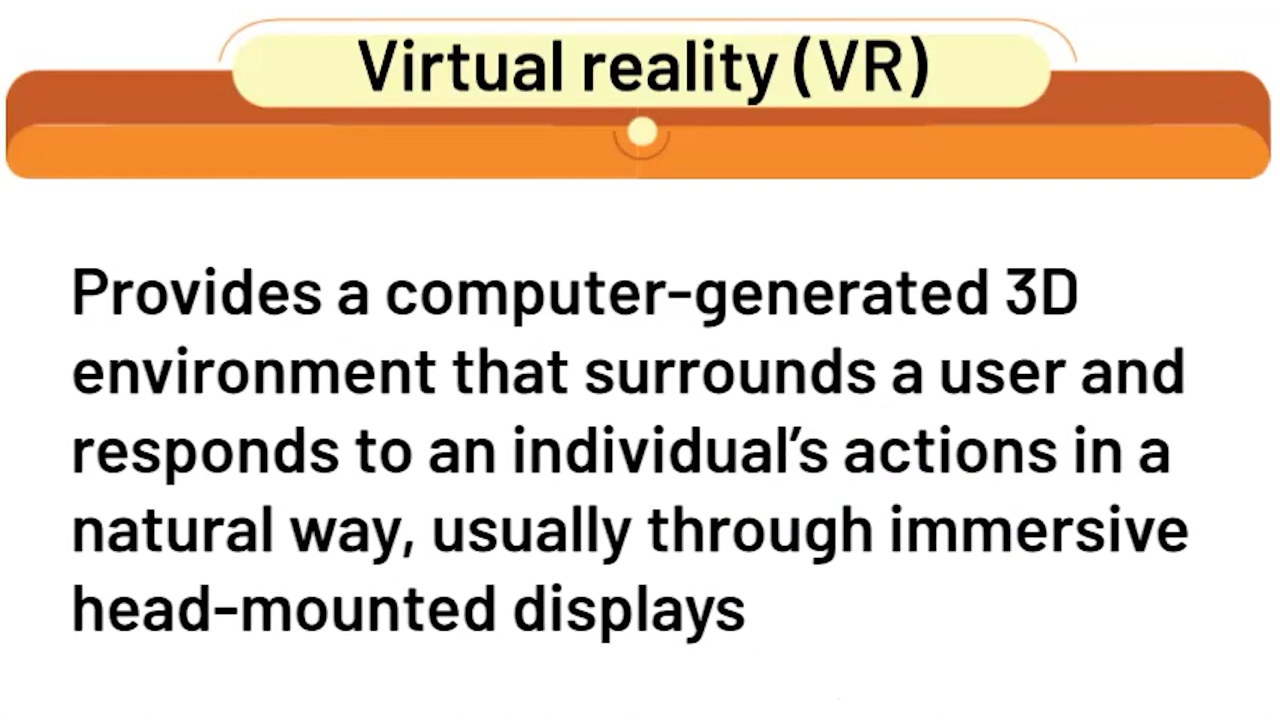 Virtual reality (VR)
Provides a computer-generated 3D
environment that surrounds a user and
responds to an individual’s actions in a
natural way, usually through immersive
head-mounted displays